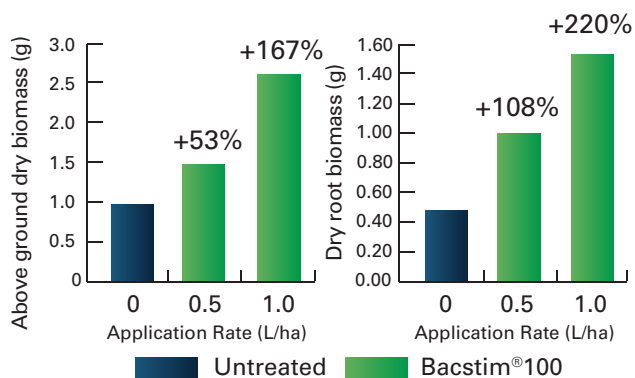 Above ground dry biomass (g)
3.0
2.5
2.0
1.5
1.0
0.5
0
+53%
+167%
0 0.5 1.0
Application Rate (L/ha)
Dry root biomass (g)
1.60
1.40
1.20
1.00
0.80
0.60
0.40
0.20
0.00
+108%
+220%
0 0.5 1.0
Application Rate (L/ha)
Untreated Bacstim®100